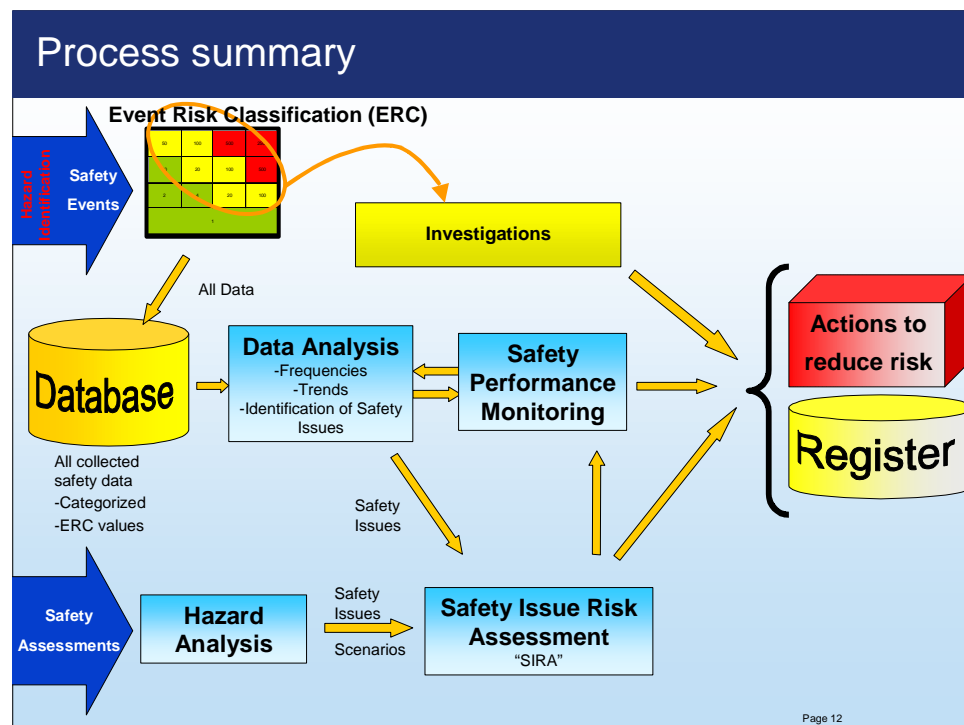 Process summary
Event Risk Classification (ERC)
Hazard
Identification
Safety
Events
50 100
20 100
2 20 100
1
Investigations
All Data
Database
Data Analysis
-Frequencies
-Trends
-Identification of Safety
Issues
Safety
Performance
Monitoring
Actions to
reduce risk
Register
All collected
safety data
-Categorized
-ERC values
Safety
Issues
Safety
Assessments
Hazard
Analysis
Safety
Issues
Scenarios
Safety Issue Risk
Assessment
“SIRA”
Page 12